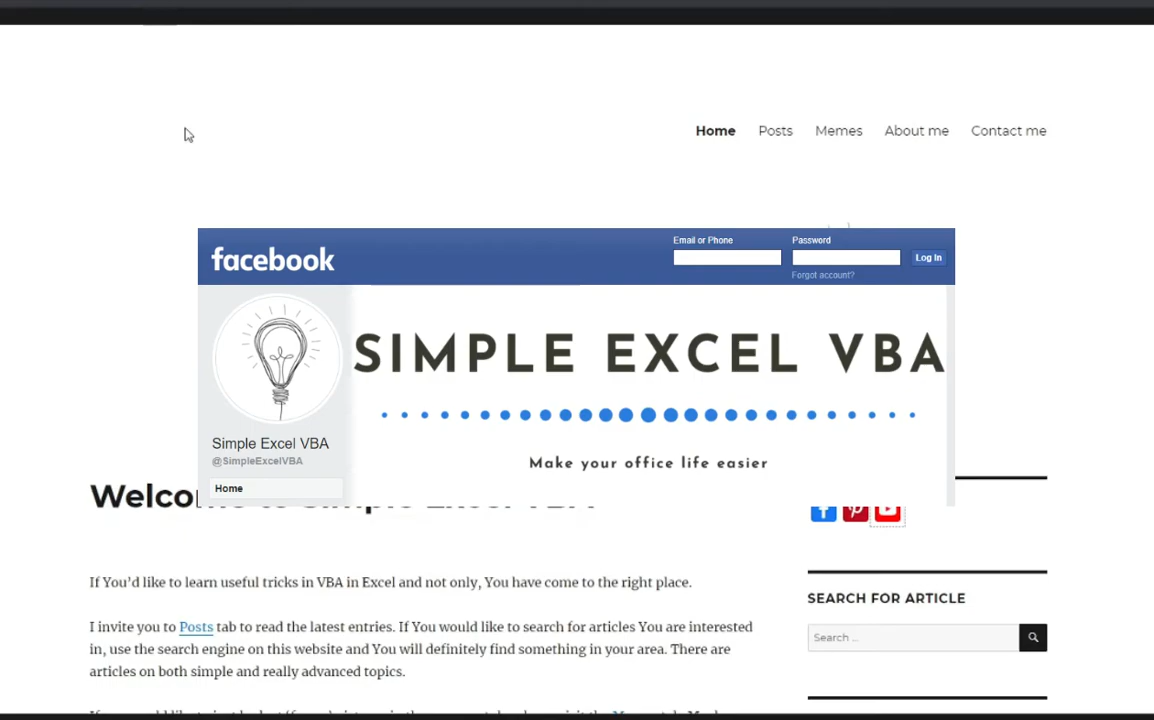 Home Posts Memes About me Contact me
facebook
Email or Phone
Password
Log In
Forgot account?
SIMPLE EXCEL VBA
Make your office life easier
Simple Excel VBA
@SimpleExcelVBA
Home
Welcome to Simple Excel VBA
If You'd like to learn useful tricks in VBA in Excel and not only, You have come to the right place.
I invite you to Posts tab to read the latest entries. If You would like to search for articles You are interested
in, use the search engine on this website and You will definitely find something in your area. There are
articles on both simple and really advanced topics.
SEARCH FOR ARTICLE
Search ...